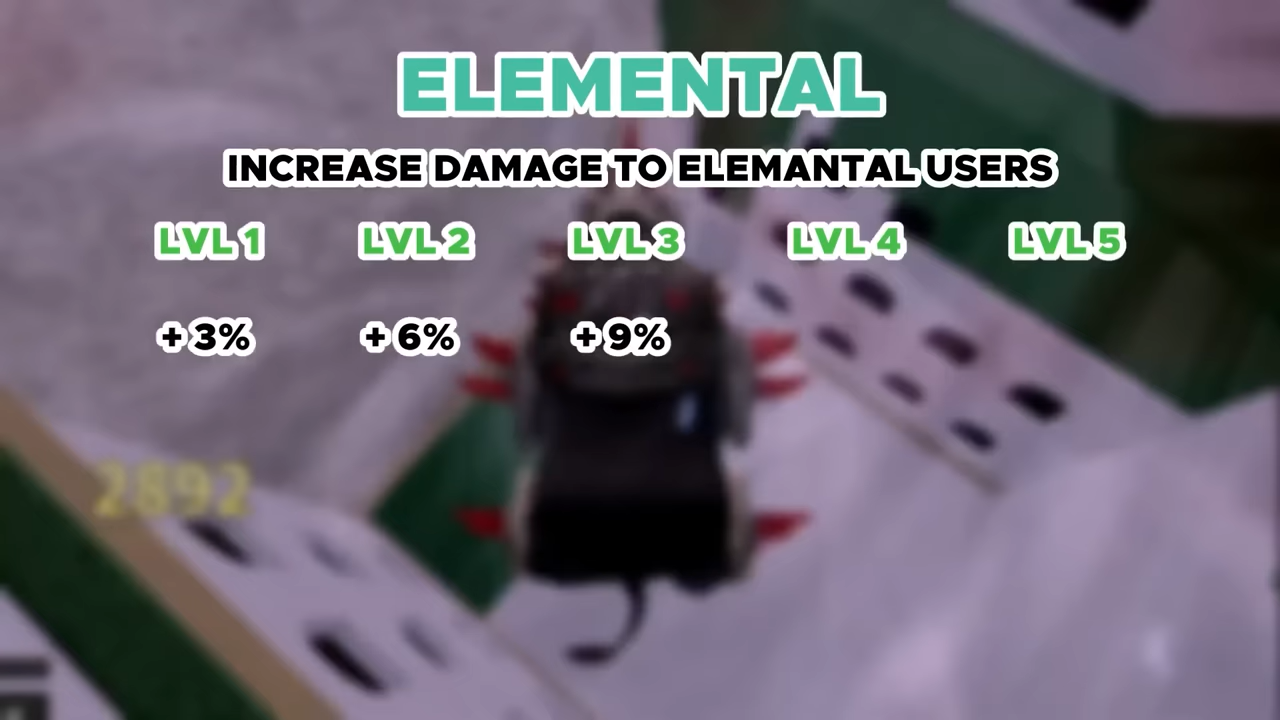 ELEMENTAL
INCREASE DAMAGE TO ELEMANTAL USERS
LVL 1 LVL 2 LVL 3 LVL 4 LVL 5
+3% +6% +9%
2892